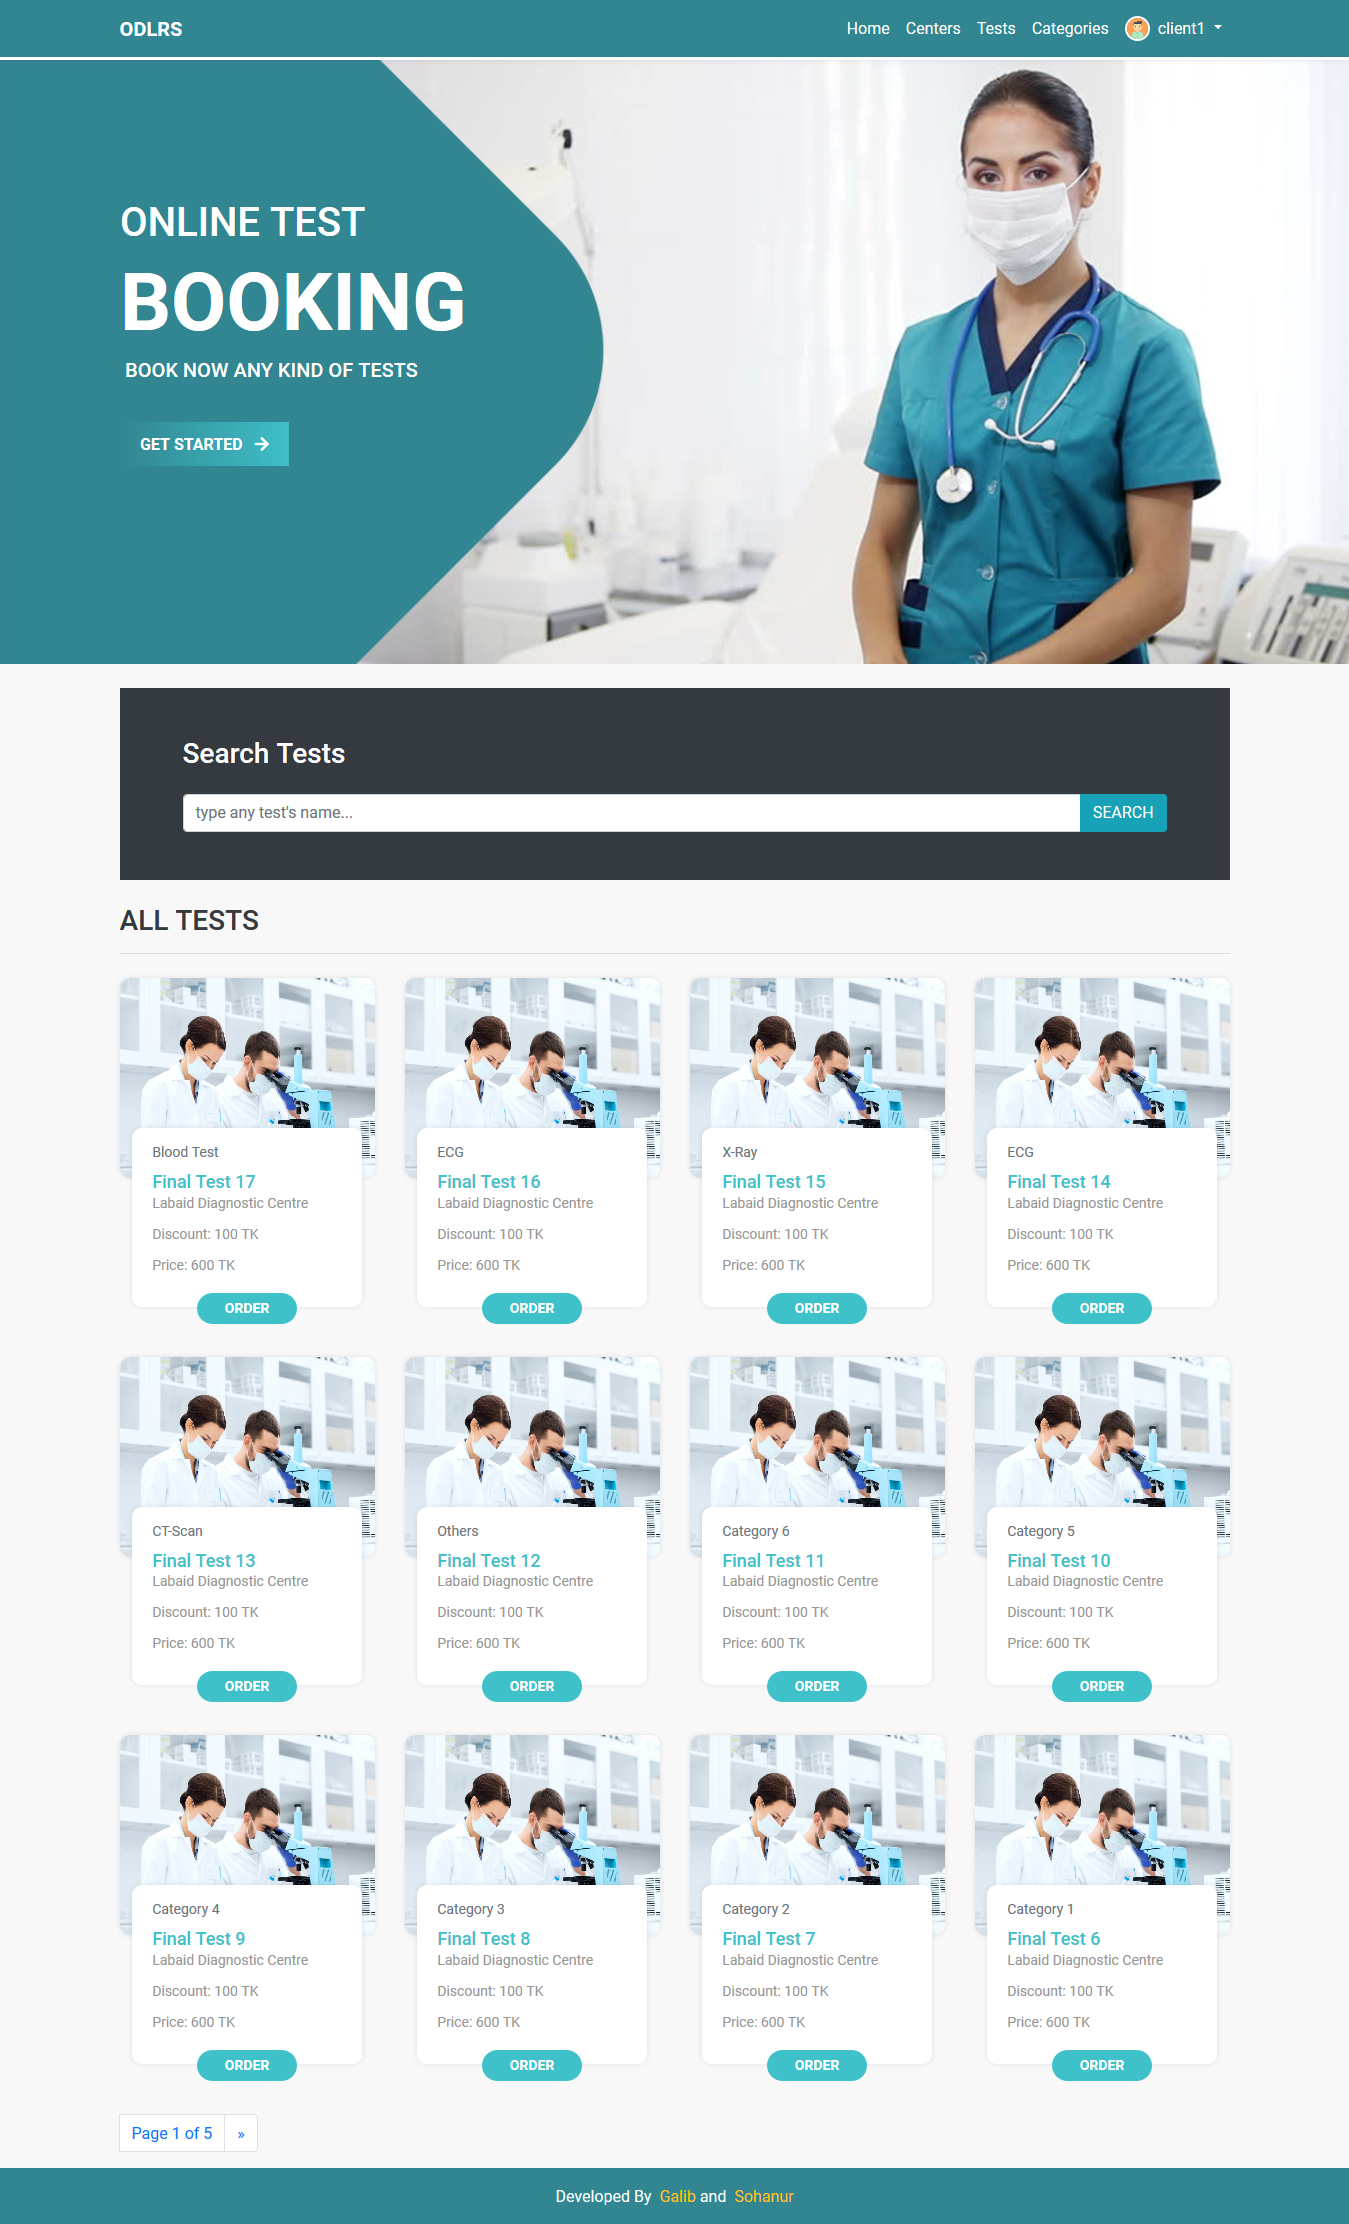 ODLRS
Home Centers Tests Categories client1
ONLINE TEST
BOOKING
BOOK NOW ANY KIND OF TESTS
GET STARTED →
Search Tests
type any test's name...
SEARCH
ALL TESTS
Blood Test
Final Test 17
Labaid Diagnostic Centre
Discount: 100 TK
Price: 600 TK
ORDER
ECG
Final Test 16
Labaid Diagnostic Centre
Discount: 100 TK
Price: 600 TK
ORDER
X-Ray
Final Test 15
Labaid Diagnostic Centre
Discount: 100 TK
Price: 600 TK
ORDER
ECG
Final Test 14
Labaid Diagnostic Centre
Discount: 100 TK
Price: 600 TK
ORDER
CT-Scan
Final Test 13
Labaid Diagnostic Centre
Discount: 100 TK
Price: 600 TK
ORDER
Others
Final Test 12
Labaid Diagnostic Centre
Discount: 100 TK
Price: 600 TK
ORDER
Category 6
Final Test 11
Labaid Diagnostic Centre
Discount: 100 TK
Price: 600 TK
ORDER
Category 5
Final Test 10
Labaid Diagnostic Centre
Discount: 100 TK
Price: 600 TK
ORDER
Category 4
Final Test 9
Labaid Diagnostic Centre
Discount: 100 TK
Price: 600 TK
ORDER
Category 3
Final Test 8
Labaid Diagnostic Centre
Discount: 100 TK
Price: 600 TK
ORDER
Category 2
Final Test 7
Labaid Diagnostic Centre
Discount: 100 TK
Price: 600 TK
ORDER
Category 1
Final Test 6
Labaid Diagnostic Centre
Discount: 100 TK
Price: 600 TK
ORDER
Page 1 of 5 »
Developed By Galib and Sohanur